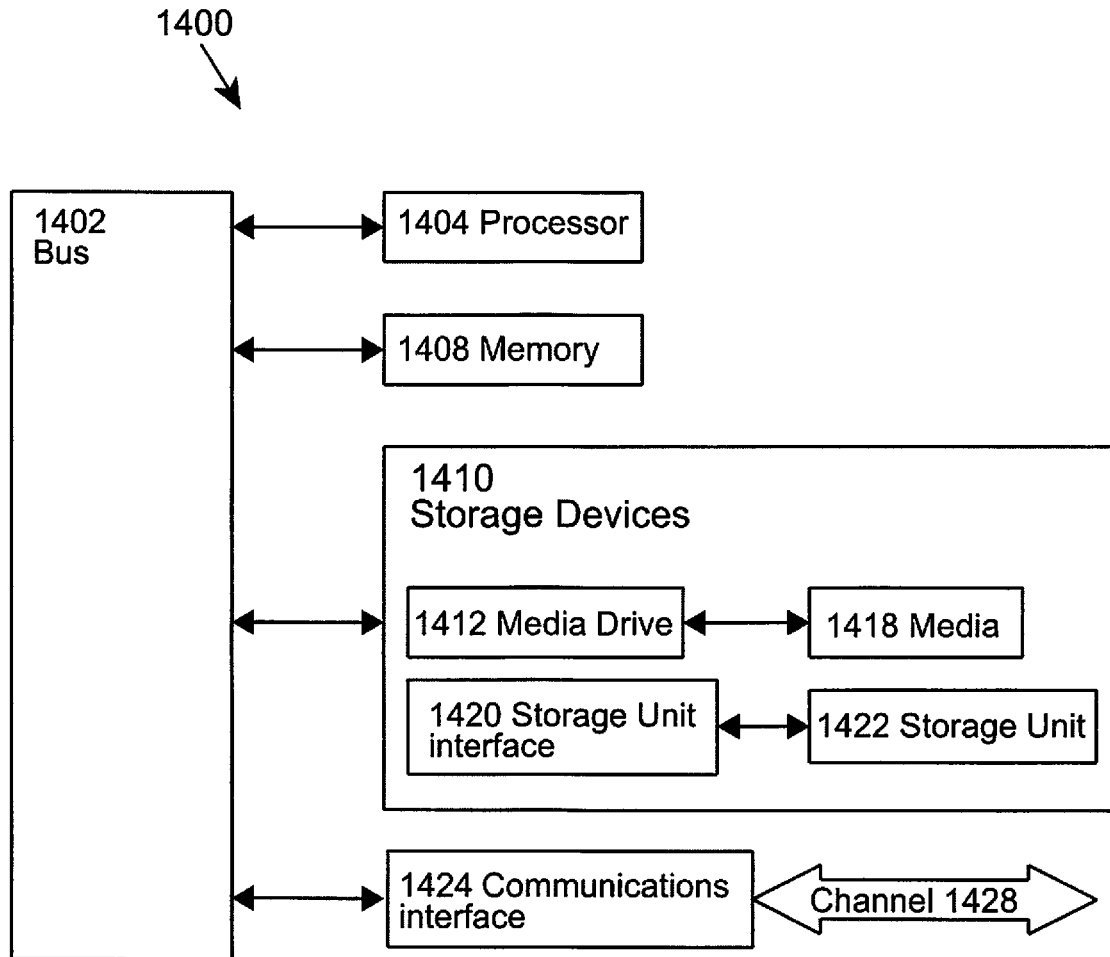 1400
1402
Bus
1404 Processor
1408 Memory
1410
Storage Devices
1412 Media Drive
1418 Media
1420 Storage Unit
interface
1422 Storage Unit
1424 Communications
interface
Channel 1428